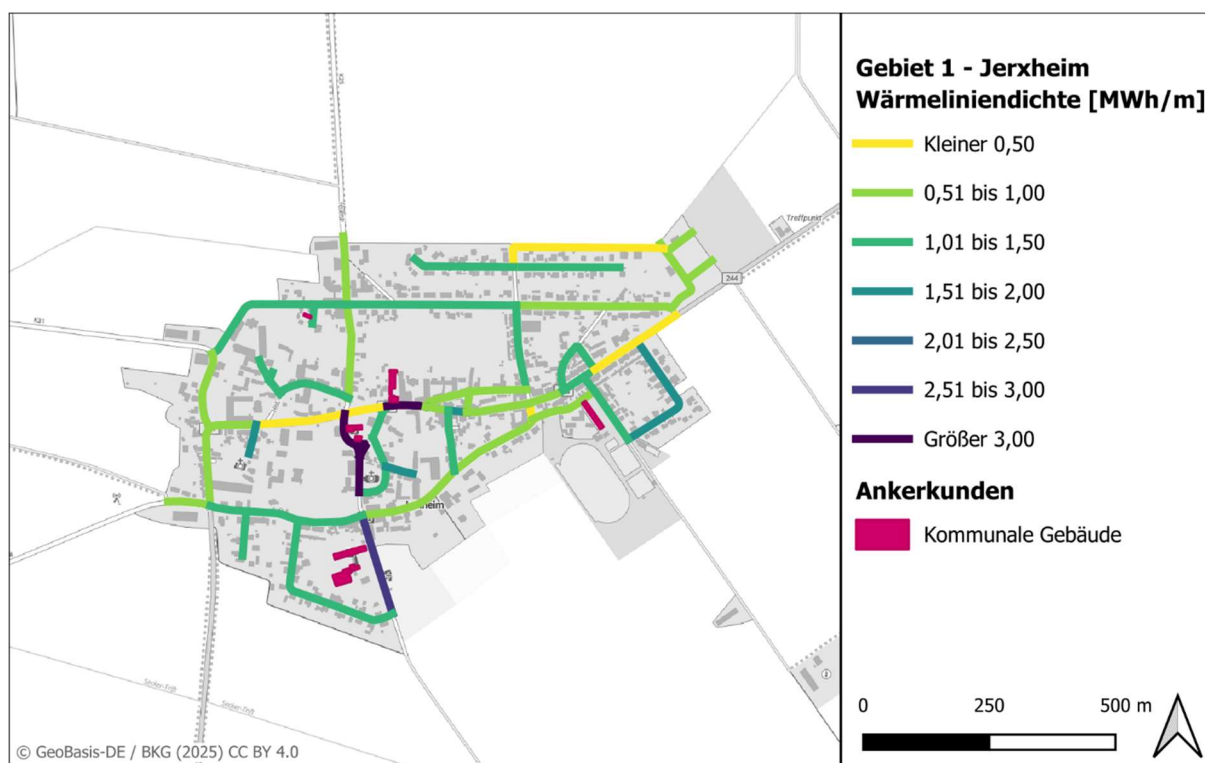 Gebiet 1 - Jerxheim
Wärmeliniendichte [MWh/m]
Kleiner 0,50
0,51 bis 1,00
1,01 bis 1,50
1,51 bis 2,00
2,01 bis 2,50
2,51 bis 3,00
Größer 3,00
Ankerkunden
Kommunale Gebäude
0 250 500 m
Treffpunkt
244
K21
© GeoBasis-DE / BKG (2025) CC BY 4.0